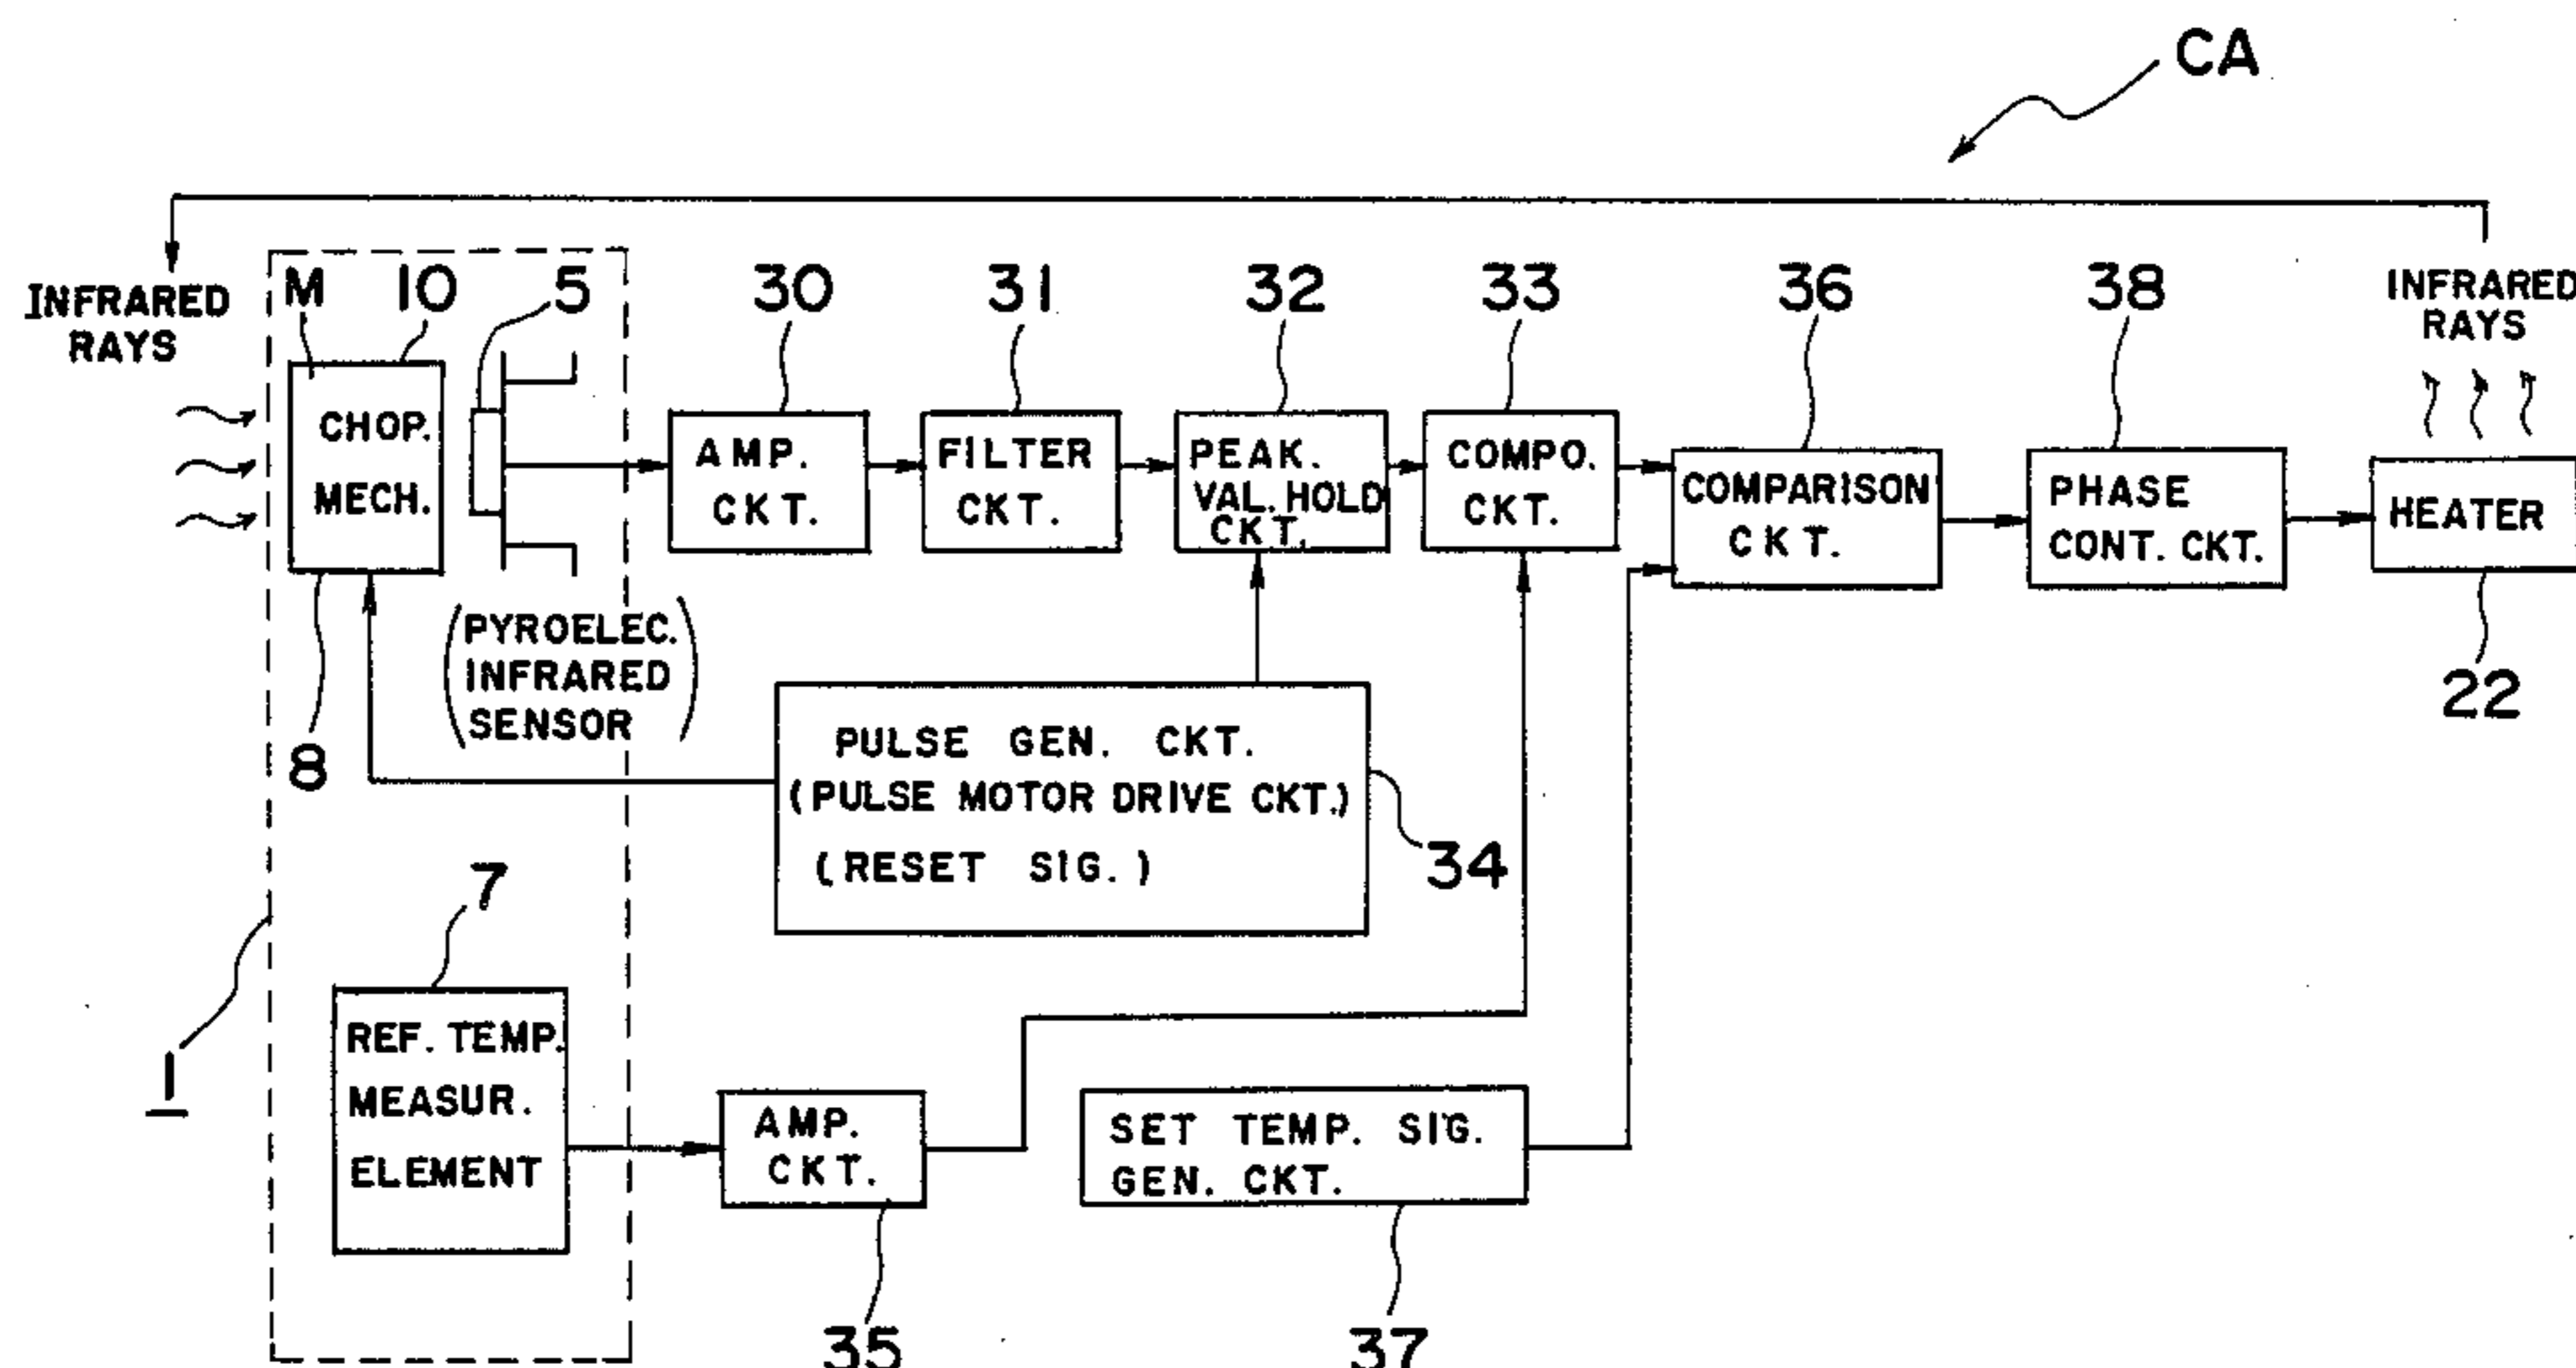 CA
INFRARED
RAYS
M
10
5
30
31
32
33
36
38
INFRARED
RAYS
CHOP.
MECH.
AMP.
CKT.
FILTER
CKT.
PEAK.
VAL. HOLD
CKT.
COMPO.
CKT.
COMPARISON
CKT.
PHASE
CONT. CKT.
HEATER
22
8
(PYROELEC.
INFRARED
SENSOR)
PULSE GEN. CKT.
(PULSE MOTOR DRIVE CKT.)
(RESET SIG.)
34
7
1
REF. TEMP.
MEASUR.
ELEMENT
AMP.
CKT.
35
SET TEMP. SIG.
GEN. CKT.
37